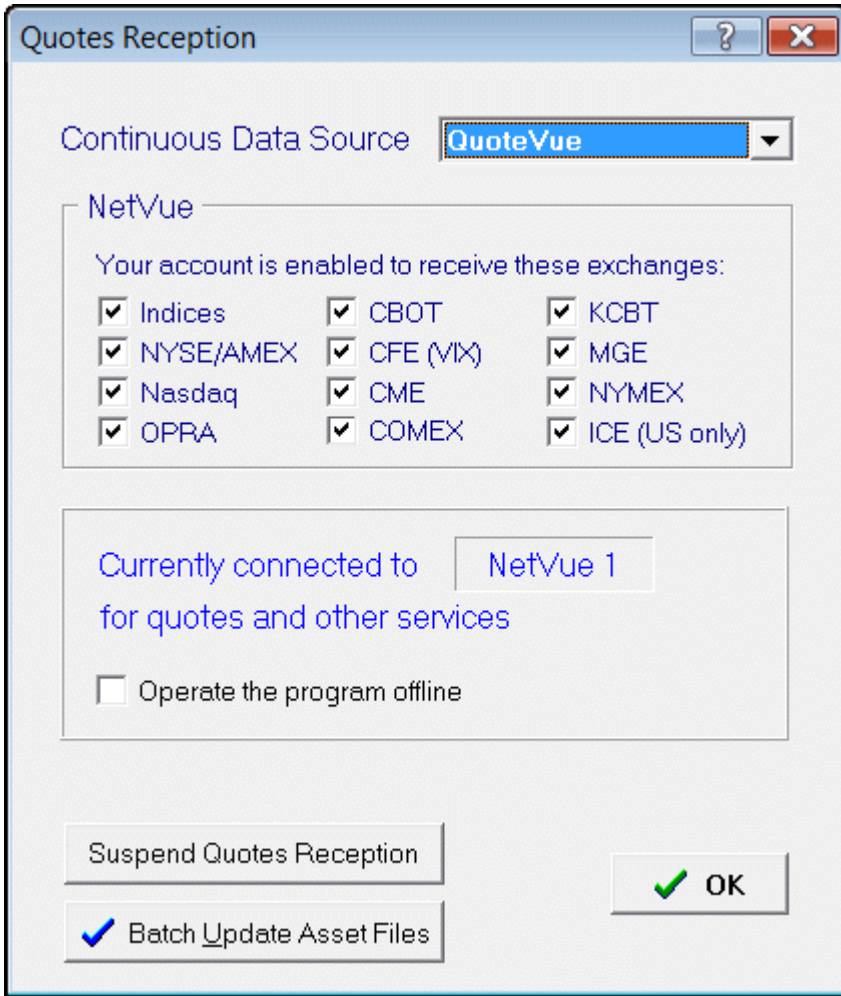 Quotes Reception
Continuous Data Source QuoteVue
NetVue
Your account is enabled to receive these exchanges:
Indices CBOT KCBT
NYSE/AMEX CFE (VIX) MGE
Nasdaq CME NYMEX
OPRA COMEX ICE (US only)
Currently connected to NetVue 1
for quotes and other services
Operate the program offline
Suspend Quotes Reception
OK
Batch Update Asset Files